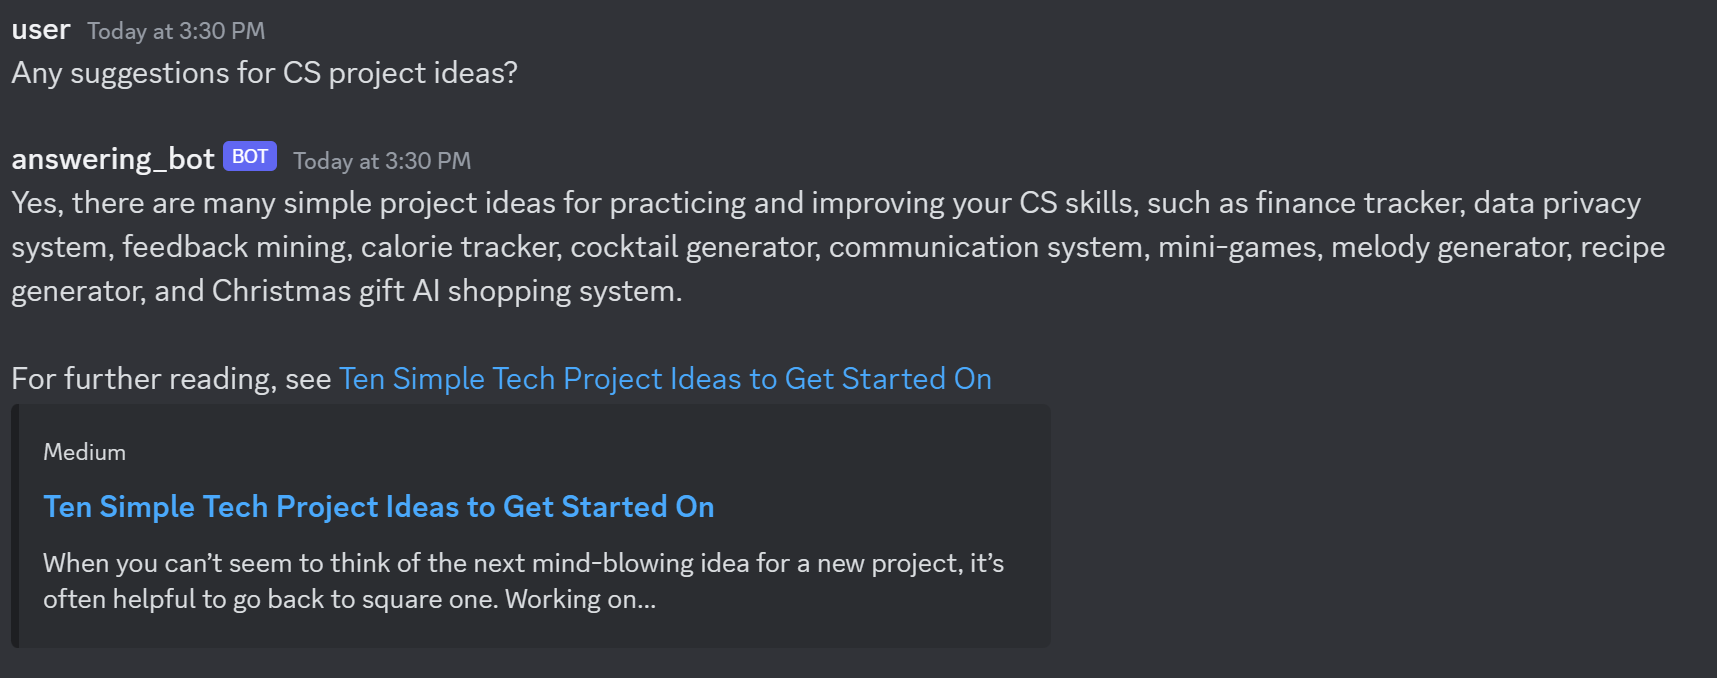 user Today at 3:30 PM
Any suggestions for CS project ideas?
answering_bot BOT Today at 3:30 PM
Yes, there are many simple project ideas for practicing and improving your CS skills, such as finance tracker, data privacy
system, feedback mining, calorie tracker, cocktail generator, communication system, mini-games, melody generator, recipe
generator, and Christmas gift AI shopping system.
For further reading, see Ten Simple Tech Project Ideas to Get Started On
Medium
Ten Simple Tech Project Ideas to Get Started On
When you can’t seem to think of the next mind-blowing idea for a new project, it’s
often helpful to go back to square one. Working on...